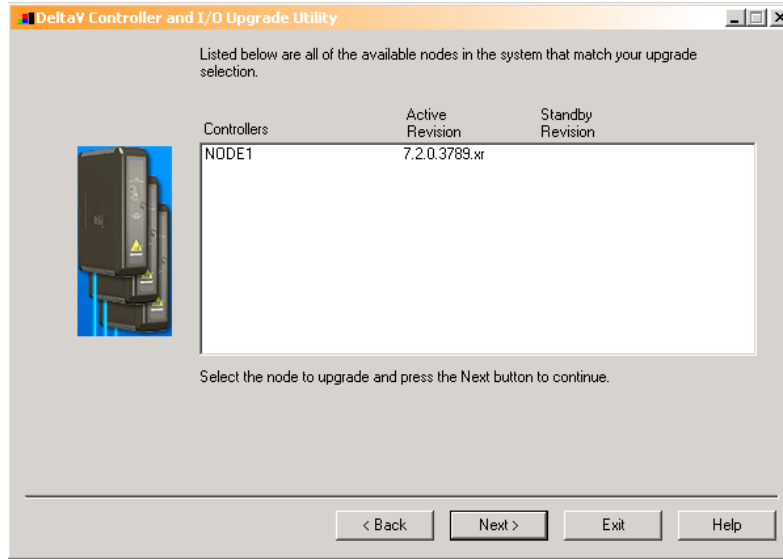 DeltaV Controller and I/O Upgrade Utility
Listed below are all of the available nodes in the system that match your upgrade
selection.
Controllers
Active
Revision
Standby
Revision
NODE1 7.2.0.3789.xr
Select the node to upgrade and press the Next button to continue.
< Back Next > Exit Help